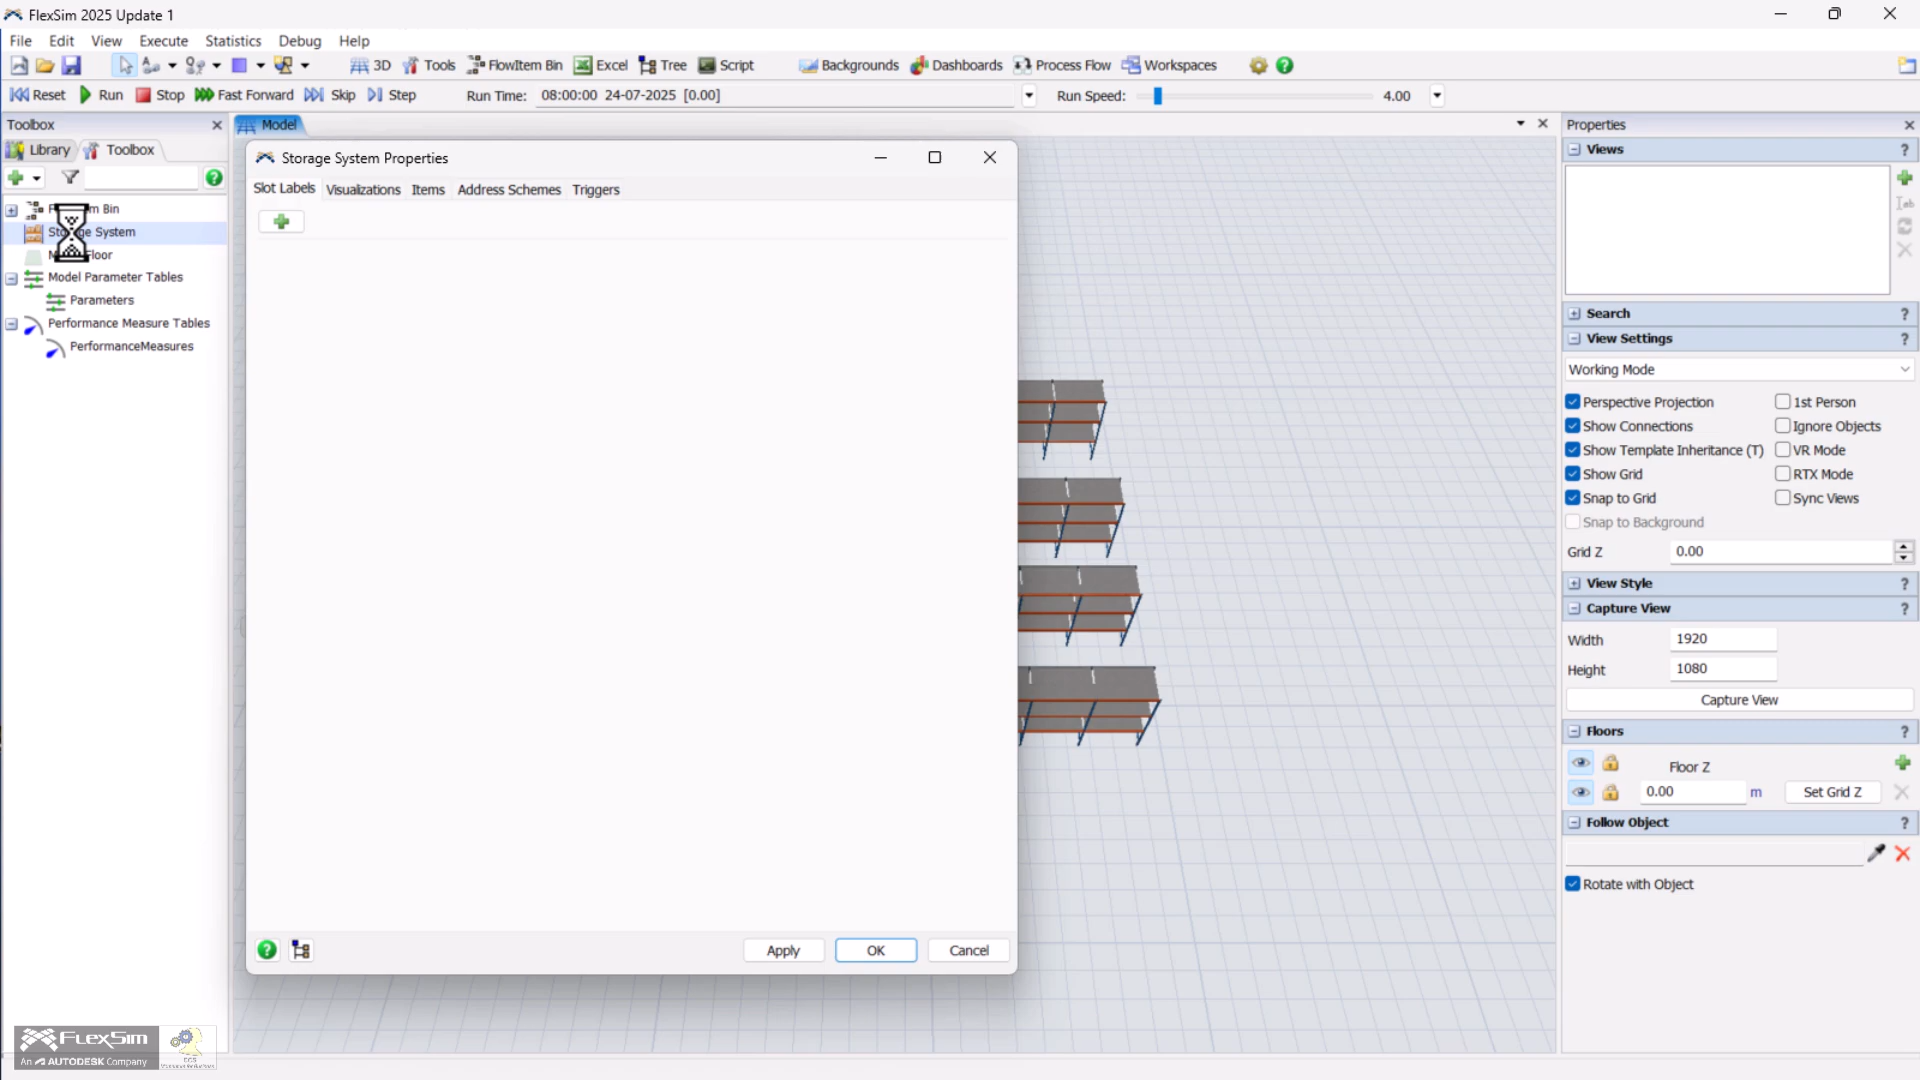 FlexSim 2025 Update 1
File Edit View Execute Statistics Debug Help
3D Tools FlowItem Bin Excel Tree Script Backgrounds Dashboards Process Flow Workspaces
Reset Run Stop Fast Forward Skip Step Run Time: 08:00:00 24-07-2025 [0.00] Run Speed: 4.00
Toolbox
Library Toolbox
Bin
System
loor
Model Parameter Tables
Parameters
Performance Measure Tables
PerformanceMeasures
Model
Storage System Properties
Slot Labels Visualizations Items Address Schemes Triggers
Apply OK Cancel
Properties
Views
Search
View Settings
Working Mode
Perspective Projection 1st Person
Show Connections Ignore Objects
Show Template Inheritance (T) VR Mode
Show Grid RTX Mode
Snap to Grid Sync Views
Snap to Background
Grid Z 0.00
View Style
Capture View
Width 1920
Height 1080
Capture View
Floors
Floor Z
0.00 m Set Grid Z
Follow Object
Rotate with Object
FlexSim
An AUTODESK Company